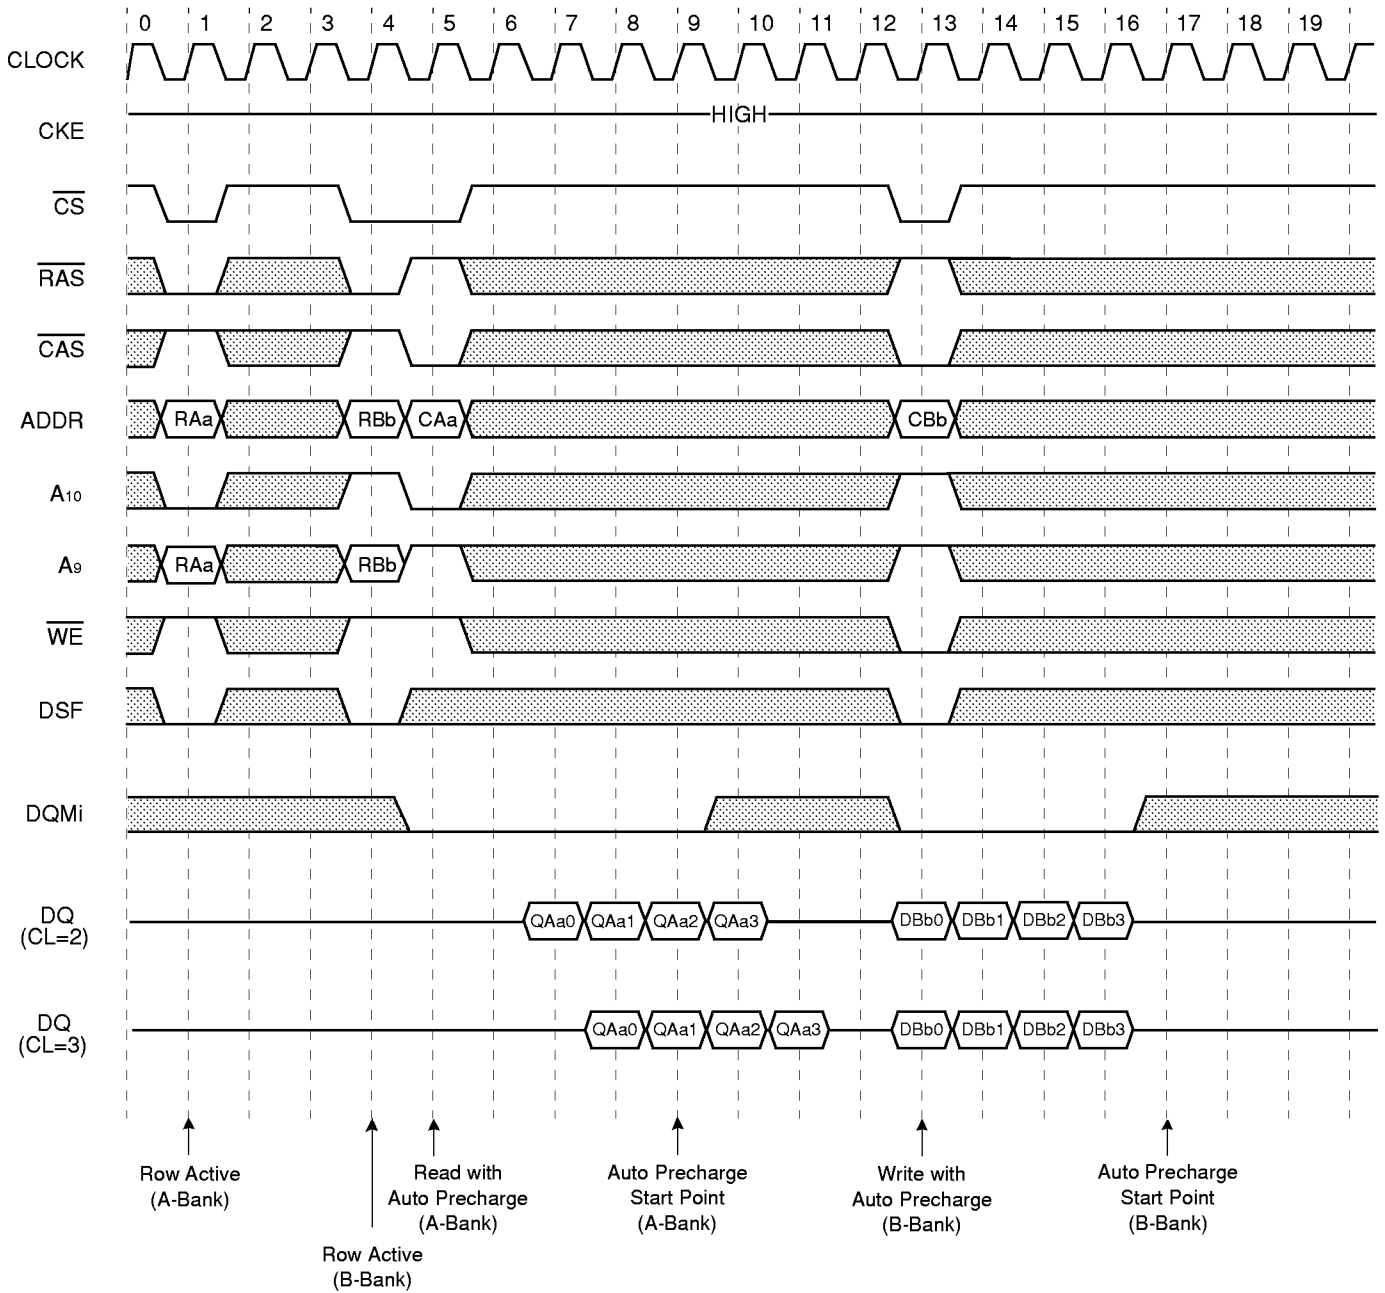 0 1 2 3 4 5 6 7 8 9 10 11 12 13 14 15 16 17 18 19
CLOCK
CKE HIGH
CS
RAS
CAS
ADDR RAa RBb CAa CBb
A10
A9 RAa RBb
WE
DSF
DQMi
DQ
(CL=2)
QAa0 QAa1 QAa2 QAa3 DBb0 DBb1 DBb2 DBb3
DQ
(CL=3)
QAa0 QAa1 QAa2 QAa3 DBb0 DBb1 DBb2 DBb3
Row Active
(A-Bank)
Row Active
(B-Bank)
Read with
Auto Precharge
(A-Bank)
Auto Precharge
Start Point
(A-Bank)
Write with
Auto Precharge
(B-Bank)
Auto Precharge
Start Point
(B-Bank)